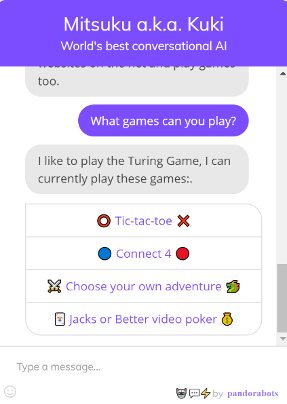 Mitsuku a.k.a. Kuki
World's best conversational AI
websites on the net and play games
too.
What games can you play?
I like to play the Turing Game, I can
currently play these games:.
⭕ Tic-tac-toe ❌
🔵 Connect 4 🔴
⚔️ Choose your own adventure 🐲
🃏 Jacks or Better video poker 💰
Type a message...
by pandorabots